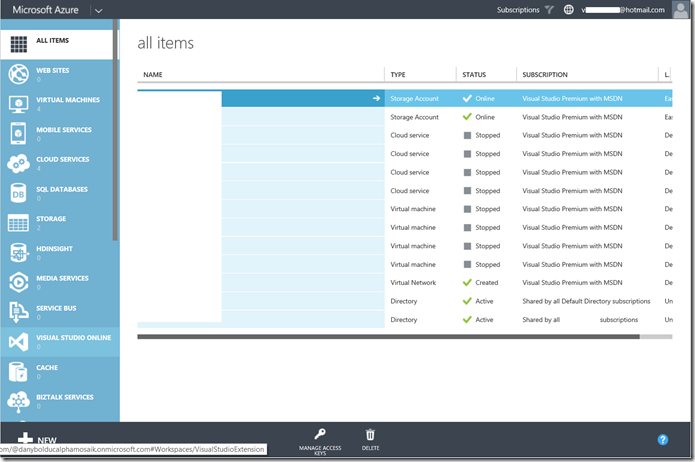 Microsoft Azure
Subscriptions
v @hotmail.com
ALL ITEMS
WEB SITES
0
VIRTUAL MACHINES
4
MOBILE SERVICES
0
CLOUD SERVICES
4
SQL DATABASES
0
STORAGE
2
HDINSIGHT
0
MEDIA SERVICES
0
SERVICE BUS
0
VISUAL STUDIO ONLINE
0
CACHE
0
BIZTALK SERVICES
0
all items
NAME TYPE STATUS SUBSCRIPTION L.
Storage Account Online Visual Studio Premium with MSDN Eas
Storage Account Online Visual Studio Premium with MSDN Eas
Cloud service Stopped Visual Studio Premium with MSDN De
Cloud service Stopped Visual Studio Premium with MSDN De
Cloud service Stopped Visual Studio Premium with MSDN De
Cloud service Stopped Visual Studio Premium with MSDN De
Virtual machine Stopped Visual Studio Premium with MSDN De
Virtual machine Stopped Visual Studio Premium with MSDN De
Virtual machine Stopped Visual Studio Premium with MSDN De
Virtual machine Stopped Visual Studio Premium with MSDN De
Virtual Network Created Visual Studio Premium with MSDN Eas
Directory Active Shared by all Default Directory subscriptions Un
Directory Active Shared by all subscriptions Un
NEW
MANAGE ACCESS
KEYS
DELETE
?
om/@danybolducalphamosaik.onmicrosoft.com#Workspaces/VisualStudioExtension